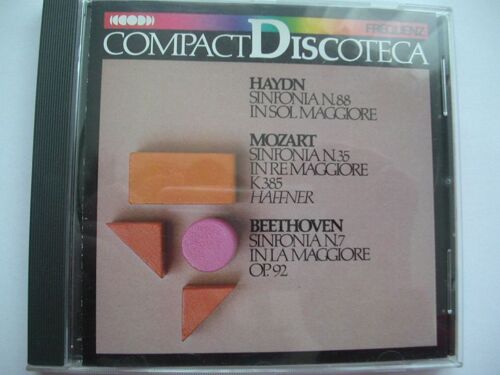 FREQUENZ
COMPACT DISCOTECA
HAYDN
SINFONIA N.88
IN SOL MAGGIORE
MOZART
SINFONIA N.35
IN RE MAGGIORE
K.385
HAFFNER
BEETHOVEN
SINFONIA N.7
IN LA MAGGIORE
OP. 92